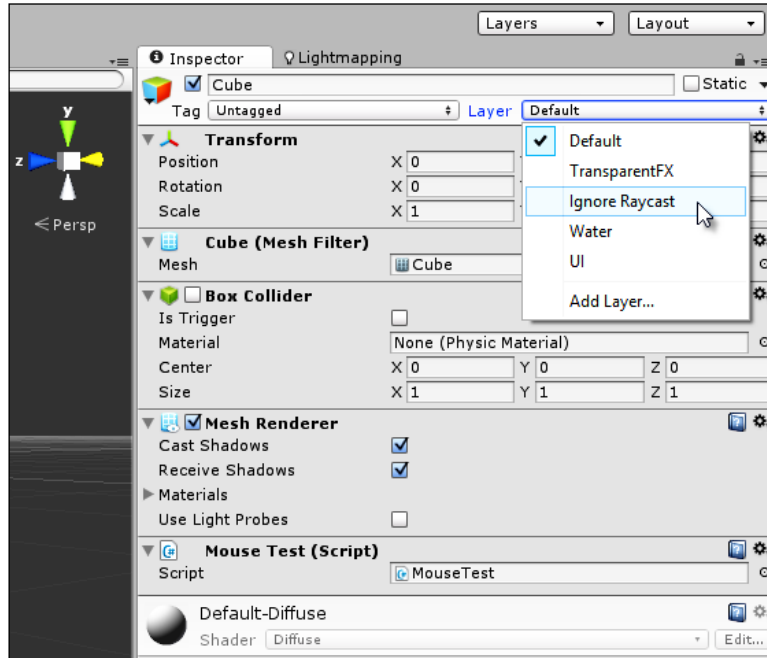 Layers Layout
Inspector Lightmapping
Cube Static
Tag Untagged Layer Default
Default
TransparentFX
Ignore Raycast
Water
UI
Add Layer...
y
z
Persp
Transform
Position X 0
Rotation X 0
Scale X 1
Cube (Mesh Filter)
Mesh Cube
Box Collider
Is Trigger
Material None (Physic Material)
Center X 0 Y 0 Z 0
Size X 1 Y 1 Z 1
Mesh Renderer
Cast Shadows
Receive Shadows
Materials
Use Light Probes
Mouse Test (Script)
Script MouseTest
Default-Diffuse
Shader Diffuse Edit...